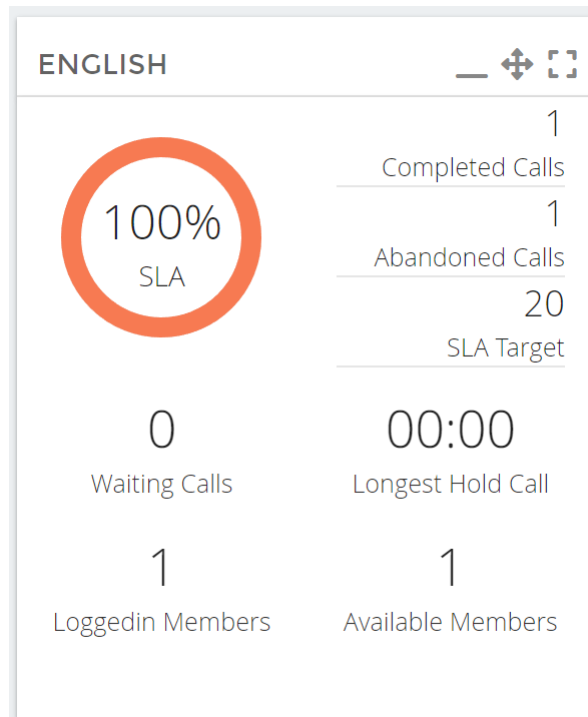 ENGLISH
100%
SLA
1
Completed Calls
1
Abandoned Calls
20
SLA Target
0
Waiting Calls
00:00
Longest Hold Call
1
Loggedin Members
1
Available Members